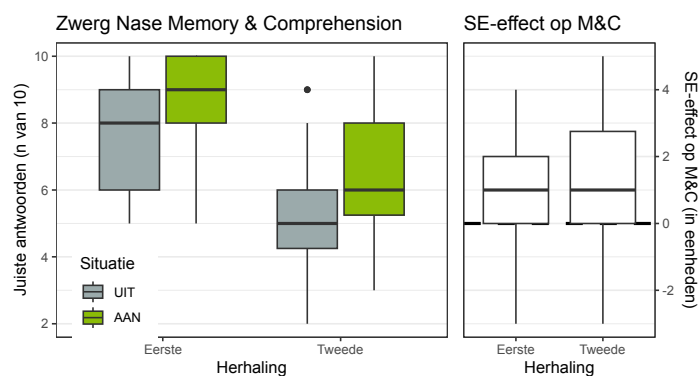 Zwerg Nase Memory & Comprehension
SE-effect op M&C
Juiste antwoorden (n van 10)
10
8
6
4
2
Situatie
UIT
AAN
Eerste
Tweede
Herhaling
4
2
0
-2
SE-effect op M&C (in eenheden)
Eerste
Tweede
Herhaling